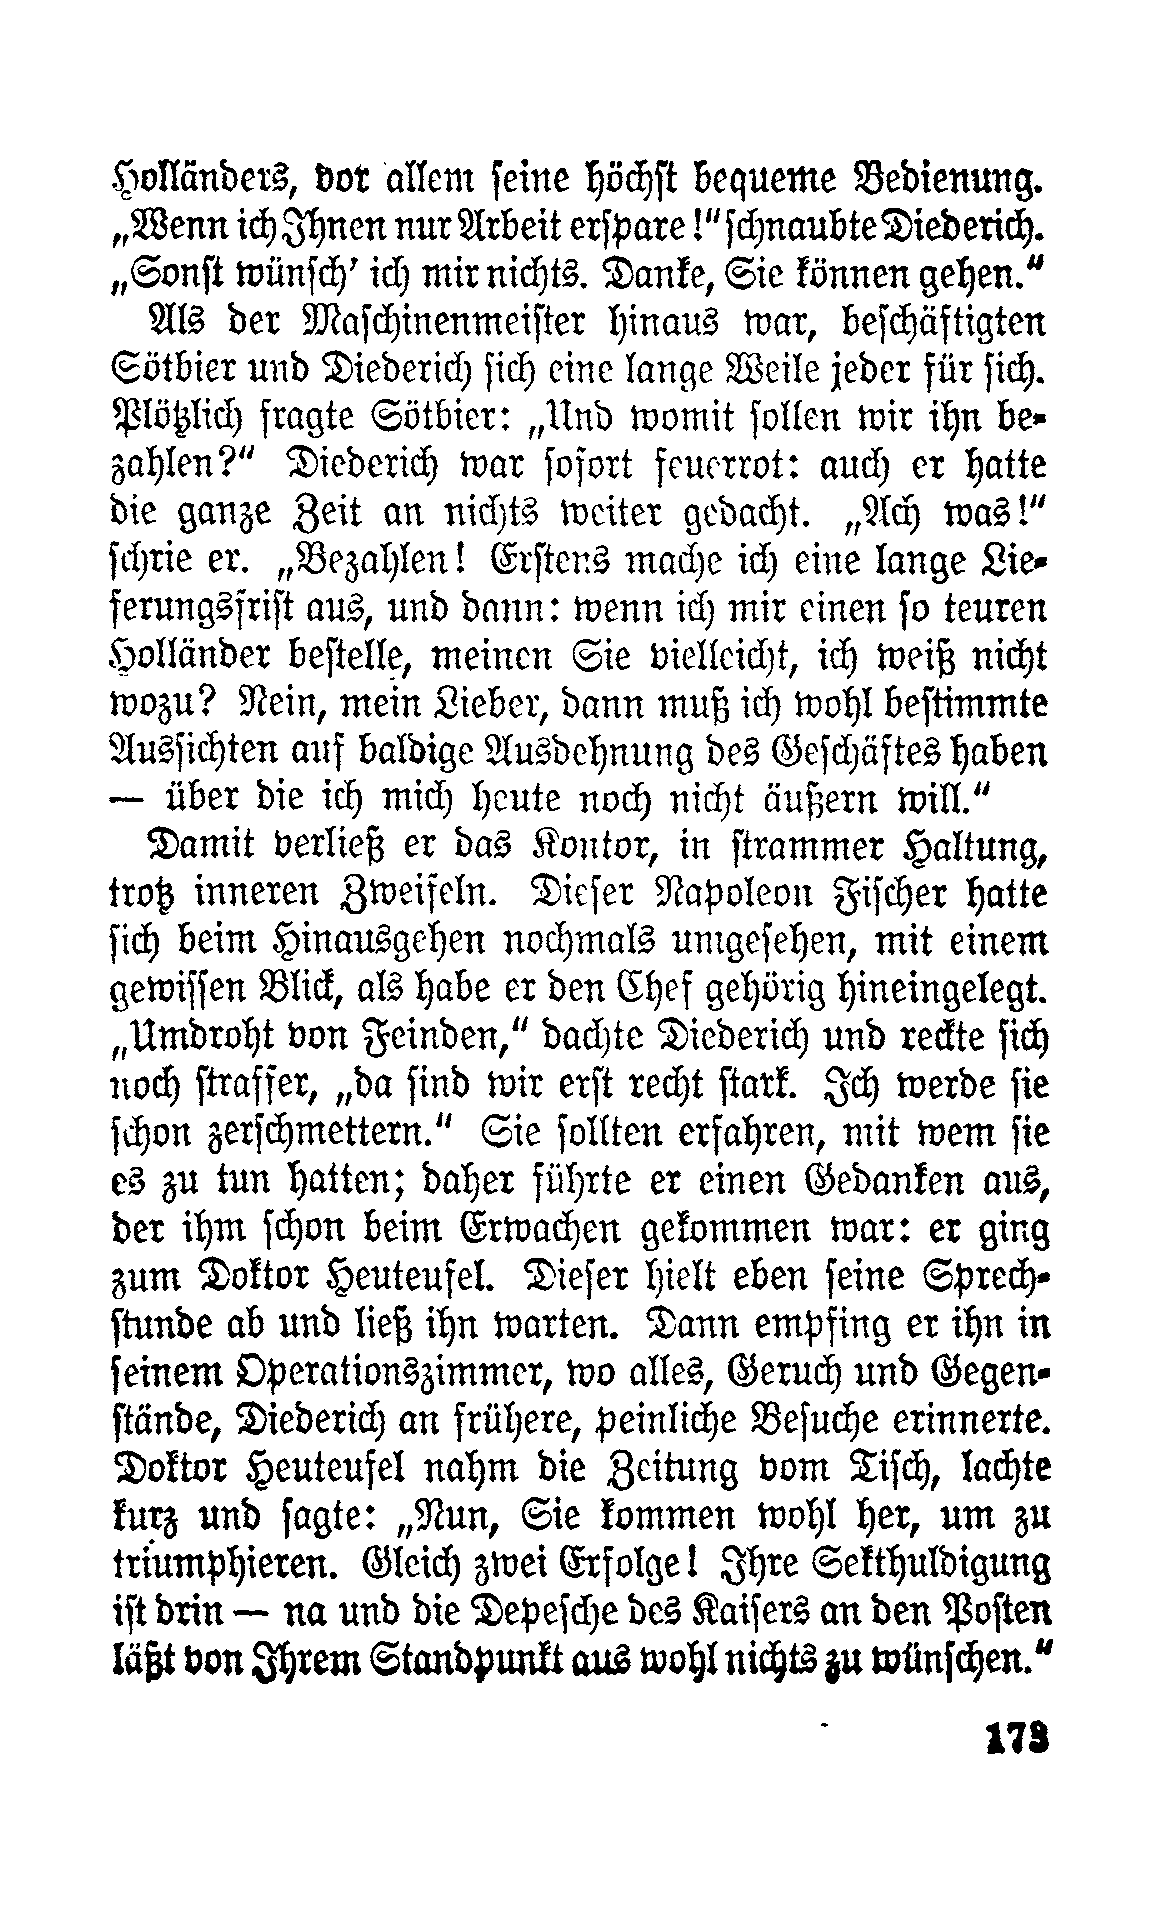 Holländers, vor allem seine höchst bequeme Bedienung.
„Wenn ich Ihnen nur Arbeit erspare!“ schnaubte Diederich.
„Sonst wünsch’ ich mir nichts. Danke, Sie können gehen.“
Als der Maschinenmeister hinaus war, beschäftigten
Sötbier und Diederich sich eine lange Weile jeder für sich.
Plötzlich fragte Sötbier: „Und womit sollen wir ihn be-
zahlen?“ Diederich war sofort feuerrot: auch er hatte
die ganze Zeit an nichts weiter gedacht. „Ach was!“
schrie er. „Bezahlen! Erstens mache ich eine lange Lie-
ferungsfrist aus, und dann: wenn ich mir einen so teuren
Holländer bestelle, meinen Sie vielleicht, ich weiß nicht
wozu? Nein, mein Lieber, dann muß ich wohl bestimmte
Aussichten auf baldige Ausdehnung des Geschäftes haben
— über die ich mich heute noch nicht äußern will.“
Damit verließ er das Kontor, in strammer Haltung,
trotz inneren Zweifeln. Dieser Napoleon Fischer hatte
sich beim Hinausgehen nochmals umgesehen, mit einem
gewissen Blick, als habe er den Chef gehörig hineingelegt.
„Umdroht von Feinden,“ dachte Diederich und reckte sich
noch straffer, „da sind wir erst recht stark. Ich werde sie
schon zerschmettern.“ Sie sollten erfahren, mit wem sie
es zu tun hatten; daher führte er einen Gedanken aus,
der ihm schon beim Erwachen gekommen war: er ging
zum Doktor Heuteufel. Dieser hielt eben seine Sprech-
stunde ab und ließ ihn warten. Dann empfing er ihn in
seinem Operationszimmer, wo alles, Geruch und Gegen-
stände, Diederich an frühere, peinliche Besuche erinnerte.
Doktor Heuteufel nahm die Zeitung vom Tisch, lachte
kurz und sagte: „Nun, Sie kommen wohl her, um zu
triumphieren. Gleich zwei Erfolge! Ihre Sekthuldigung
ist drin — na und die Depesche des Kaisers an den Posten
läßt von Ihrem Standpunkt aus wohl nichts zu wünschen.“
173